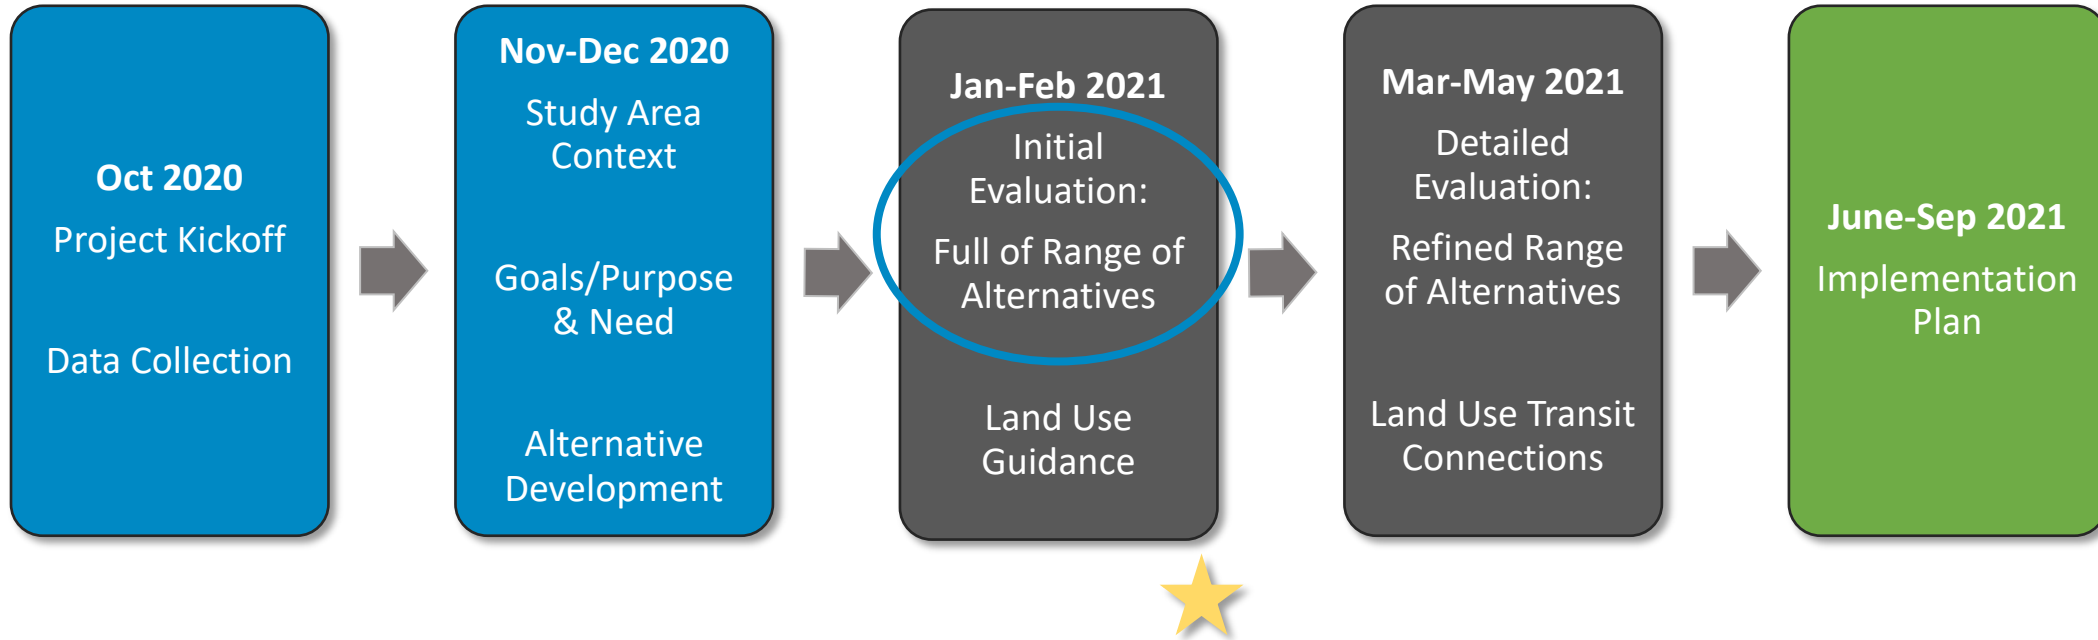 Oct 2020
Project Kickoff
Data Collection
Nov-Dec 2020
Study Area
Context
Goals/Purpose
& Need
Alternative
Development
Jan-Feb 2021
Initial
Evaluation:
Full of Range of
Alternatives
Land Use
Guidance
Mar-May 2021
Detailed
Evaluation:
Refined Range
of Alternatives
Land Use Transit
Connections
June-Sep 2021
Implementation
Plan